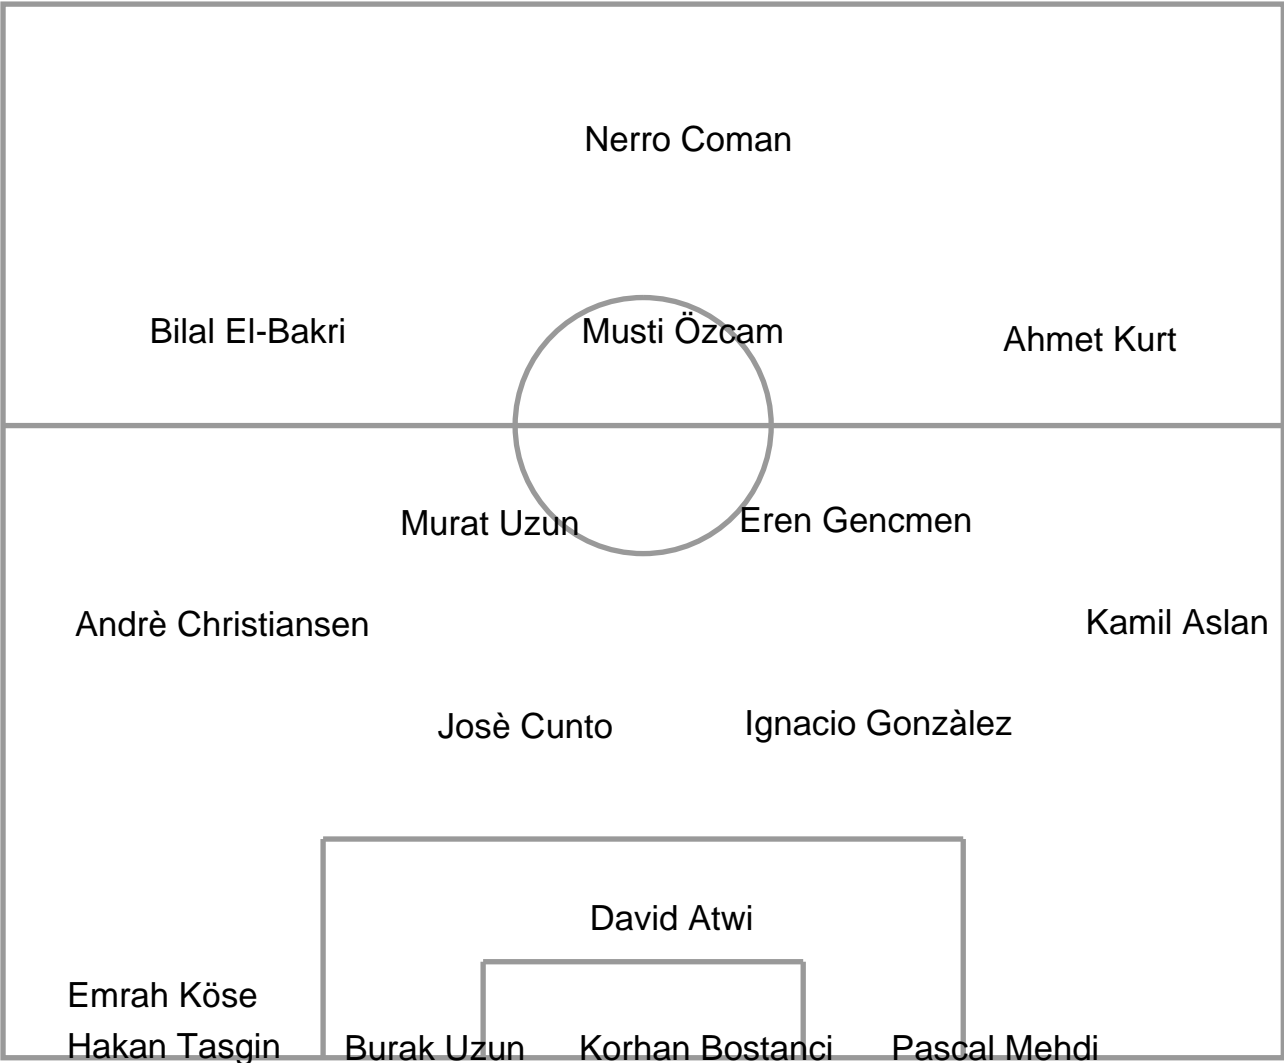 Nerro Coman
Bilal El-Bakri Musti Özcam Ahmet Kurt
Murat Uzun Eren Gencmen
Andrè Christiansen Kamil Aslan
Josè Cunto Ignacio Gonzàlez
David Atwi
Emrah Köse
Hakan Tasgin Burak Uzun Korhan Bostanci Pascal Mehdi